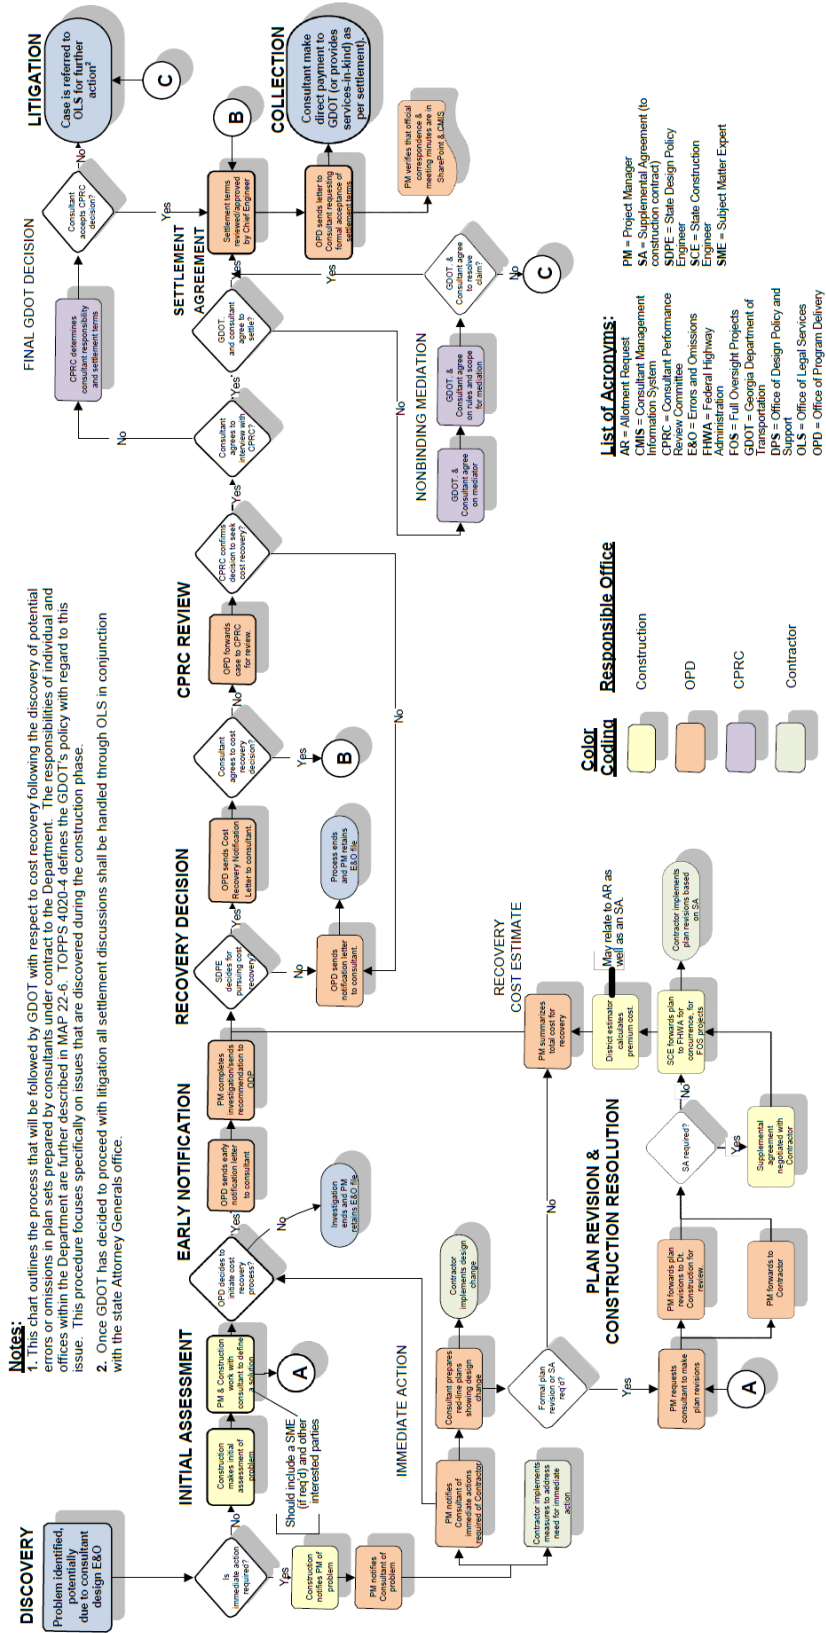 Notes:
1. This chart outlines the process that will be followed by GDOT with respect to cost recovery following the discovery of potential
errors or omissions in plan sets prepared by consultants under contract to the Department. The responsibilities of individual and
offices within the Department are further described in MAP 22-6. TOPPS 4020-4 defines the GDOT's policy with regard to this
issue. This procedure focuses specifically on issues that are discovered during the construction phase.
2. Once GDOT has decided to proceed with litigation all settlement discussions shall be handled through OLS in conjunction
with the state Attorney Generals office.
DISCOVERY
Problem identified,
potentially
due to consultant
design E&O
Is
immediate action
required?
No
Yes
INITIAL ASSESSMENT
Construction
makes initial
assessment of
problem
PM & Construction
work with
consultant to define
a solution
A
Should include a SME
(if req'd) and other
interested parties
Construction
notifies PM of
problem
PM notifies
Consultant of
problem
EARLY NOTIFICATION
OPD decides to
initiate cost
recovery
process?
Yes
No
Investigation
ends and PM
retains E&O file
OPD sends early
notification letter
to consultant
PM completes
investigation/sends
recommendation to
ODP
RECOVERY DECISION
SDPE
decides for
pursuing cost
recovery
Yes
No
OPD sends Cost
Recovery Notification
Letter to consultant.
OPD sends
notification letter
to consultant.
Process ends
and PM retains
E&O file
Consultant
agrees to cost
recovery
decision?
No
Yes
B
CPRC REVIEW
OPD forwards
case to CPRC
for review.
CPRC confirms
decision to seek
cost recovery?
Yes
No
Consultant
agrees to
interview with
CPRC?
Yes
No
FINAL GDOT DECISION
CPRC determines
consultant responsibility
and settlement terms
Consultant
accepts CPRC
decision?
No
Yes
LITIGATION
Case is referred to
OLS for further
action2
C
GDOT.
and consultant
agree to
settle?
Yes
No
SETTLEMENT
AGREEMENT
Settlement terms
reviewed/approved
by Chief Engineer
B
OPD sends letter to
Consultant requesting
formal acceptance of
settlement terms
COLLECTION
Consultant make
direct payment to
GDOT (or provides
services-in-kind) as
per settlement).
PM verifies that official
correspondence &
meeting minutes are in
SharePoint & CMIS
NONBINDING MEDIATION
GDOT. &
Consultant agree
on mediator
GDOT. &
Consultant agree
on rules and scope
for mediation
GDOT. &
Consultant agree
to resolve
claim?
Yes
No
C
IMMEDIATE ACTION
PM notifies
Consultant of
immediate actions
required of Contractor
Contractor implements
measures to address
need for immediate
action
Consultant prepares
red-line plans
showing design
change
Contractor
implements design
change
Formal plan
revision or SA
req'd?
No
Yes
PLAN REVISION &
CONSTRUCTION RESOLUTION
PM requests
consultant to make
plan revisions
A
PM forwards plan
revisions to Dt.
Construction for
review.
PM forwards to
Contractor
SA required?
No
Yes
Supplemental
agreement
negotiated with
Contractor
SCE forwards plan
to FHWA for
concurrence, for
FOS projects
Contractor implements
plan revisions based
on SA
District estimator
calculates
premium cost.
May relate to AR as
well as an SA.
PM summarizes
total cost for
recovery
RECOVERY
COST ESTIMATE
Color
Coding
Responsible Office
Construction
OPD
CPRC
Contractor
List of Acronyms:
AR = Allotment Request
CMIS = Consultant Management
Information System
CPRC = Consultant Performance
Review Committee
E&O = Errors and Omissions
FHWA = Federal Highway
Administration
FOS = Full Oversight Projects
GDOT = Georgia Department of
Transportation
DPS = Office of Design Policy and
Support
OLS = Office of Legal Services
OPD = Office of Program Delivery
PM = Project Manager
SA = Supplemental Agreement (to
construction contract)
SDPE = State Design Policy
Engineer
SCE = State Construction
Engineer
SME = Subject Matter Expert